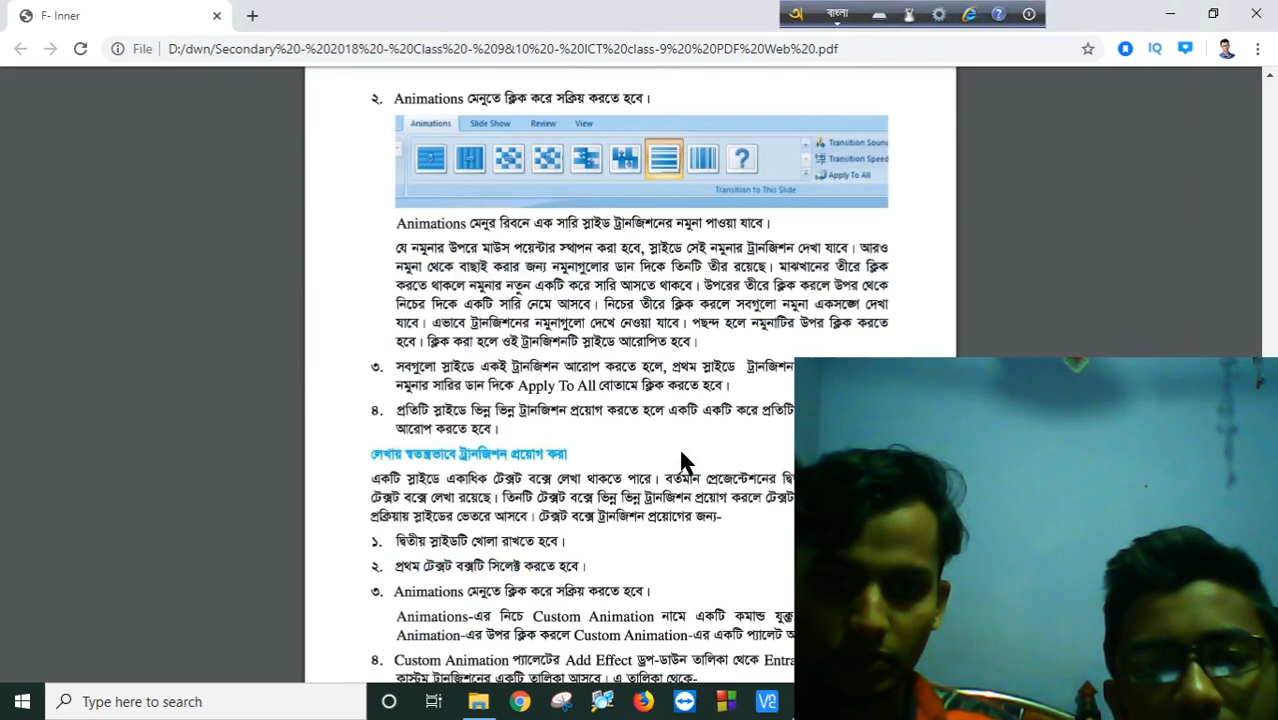 F- Inner
বাংলা
File
D:/dwn/Secondary%20-%202018%20-%20Class%20-%209&10%20-%20ICT%20class-9%20%20PDF%20Web%20.pdf
২. Animations মেনুতে ক্লিক করে সক্রিয় করতে হবে।
Animations Slide Show Review View
Transition Sound
Transition Speed
Apply To All
Transition to This Slide
Animations মেনুর রিবনে এক সারি স্লাইড ট্রানজিশনের নমুনা পাওয়া যাবে।
যে নমুনার উপরে মাউস পয়েন্টার স্থাপন করা হবে, স্লাইডে সেই নমুনার ট্রানজিশন দেখা যাবে। আরও
নমুনা থেকে বাছাই করার জন্য নমুনাগুলোর ডান দিকে তিনটি তীর রয়েছে। মাঝখানের তীরে ক্লিক
করতে থাকলে নমুনার নতুন একটি করে সারি আসতে থাকবে। উপরের তীরে ক্লিক করলে উপর থেকে
নিচের দিকে একটি সারি নেমে আসবে। নিচের তীরে ক্লিক করলে সবগুলো নমুনা একসঙ্গে দেখা
যাবে। এভাবে ট্রানজিশনের নমুনাগুলো দেখে নেওয়া যাবে। পছন্দ হলে নমুনাটির উপর ক্লিক করতে
হবে। ক্লিক করা হলে ওই ট্রানজিশনটি স্লাইডে আরোপিত হবে।
৩. সবগুলো স্লাইডে একই ট্রানজিশন আরোপ করতে হলে, প্রথম স্লাইডে ট্রানজিশন
নমুনার সারির ডান দিকে Apply To All বোতামে ক্লিক করতে হবে।
৪. প্রতিটি স্লাইডে ভিন্ন ভিন্ন ট্রানজিশন প্রয়োগ করতে হলে একটি একটি করে প্রতিটি
আরোপ করতে হবে।
লেখায় স্বতন্ত্রভাবে ট্রানজিশন প্রয়োগ করা
একটি স্লাইডে একাধিক টেক্সট বক্সে লেখা থাকতে পারে। বর্তমান প্রেজেন্টেশনের দ্বি
টেক্সট বক্সে লেখা রয়েছে। তিনটি টেক্সট বক্সে ভিন্ন ভিন্ন ট্রানজিশন প্রয়োগ করলে টেক্সট
প্রক্রিয়ায় স্লাইডের ভেতরে আসবে। টেক্সট বক্সে ট্রানজিশন প্রয়োগের জন্য-
১. দ্বিতীয় স্লাইডটি খোলা রাখতে হবে।
২. প্রথম টেক্সট বক্সটি সিলেক্ট করতে হবে।
৩. Animations মেনুতে ক্লিক করে সক্রিয় করতে হবে।
Animations-এর নিচে Custom Animation নামে একটি কমান্ড যুক্ত
Animation-এর উপর ক্লিক করলে Custom Animation-এর একটি প্যালেট
৪. Custom Animation প্যালেটের Add Effect ড্রপ-ডাউন তালিকা থেকে Entra
কাস্টম ট্রানজিশনের একটি তালিকা আসবে। এ তালিকা থেকে-
Type here to search